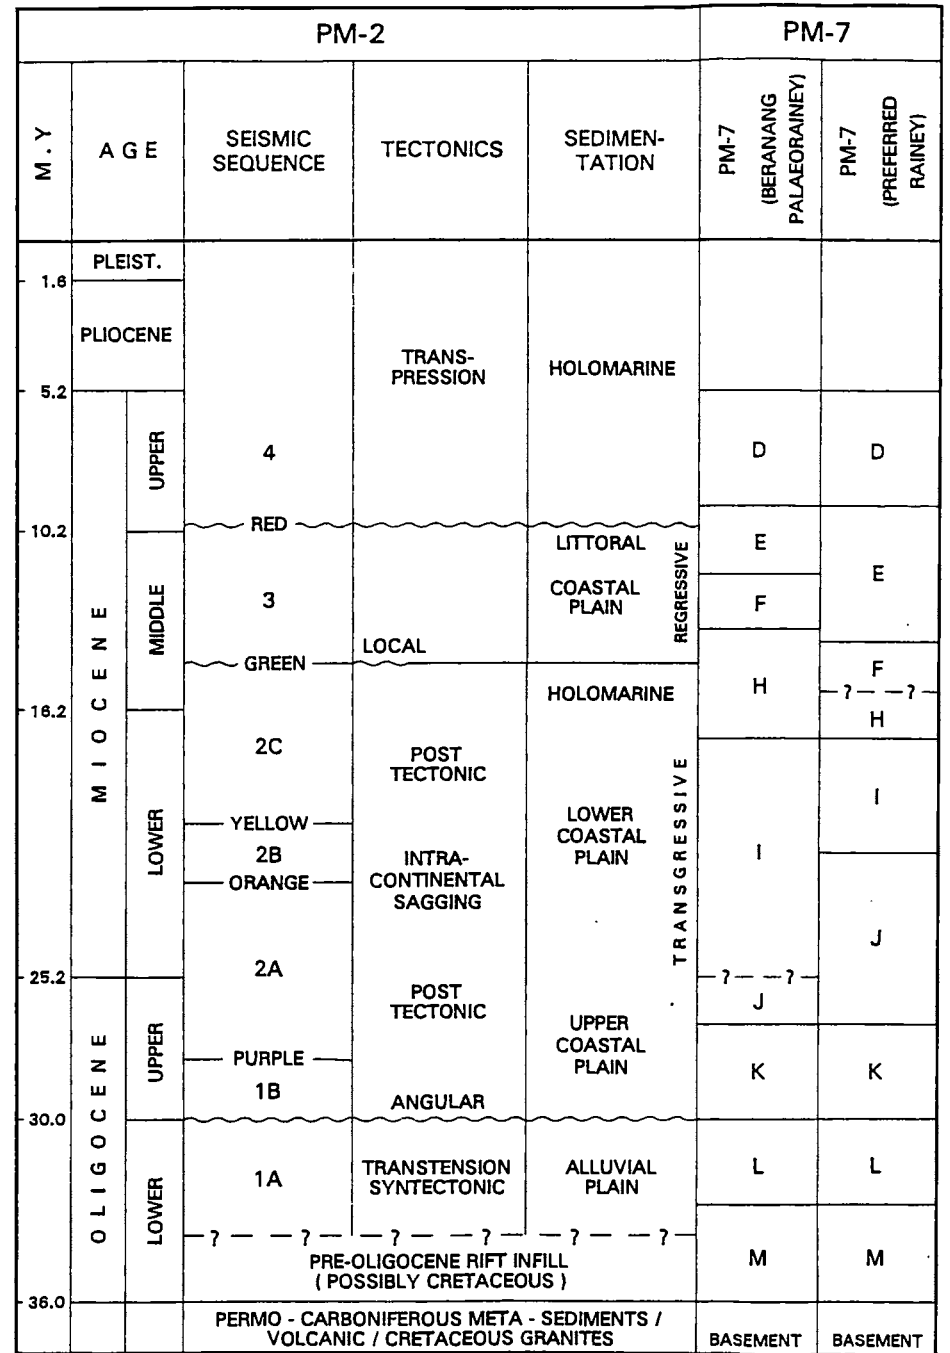 PM-2
PM-7
M.Y
AGE
SEISMIC
SEQUENCE
TECTONICS
SEDIMEN-
TATION
PM-7
(BERANANG
PALAEORAINEY)
PM-7
(PREFERRED
RAINEY)
PLEIST.
1.6
PLIOCENE
TRANS-
PRESSION
HOLOMARINE
5.2
MIOCENE
UPPER
4
D
D
RED
10.2
MIDDLE
LITTORAL
REGRESSIVE
E
E
3
COASTAL
PLAIN
F
LOCAL
GREEN
F
HOLOMARINE
H
? ?
16.2
H
LOWER
2C
POST
TECTONIC
TRANSGRESSIVE
I
YELLOW
LOWER
COASTAL
PLAIN
2B
I
INTRA-
CONTINENTAL
SAGGING
ORANGE
J
2A
25.2
? ?
OLIGOCENE
UPPER
POST
TECTONIC
J
UPPER
COASTAL
PLAIN
PURPLE
K
K
1B
ANGULAR
30.0
LOWER
1A
TRANSTENSION
SYNTECTONIC
ALLUVIAL
PLAIN
L
L
? ? ? ? ? ?
PRE-OLIGOCENE RIFT INFILL
( POSSIBLY CRETACEOUS )
M
M
36.0
PERMO - CARBONIFEROUS META - SEDIMENTS /
VOLCANIC / CRETACEOUS GRANITES
BASEMENT
BASEMENT